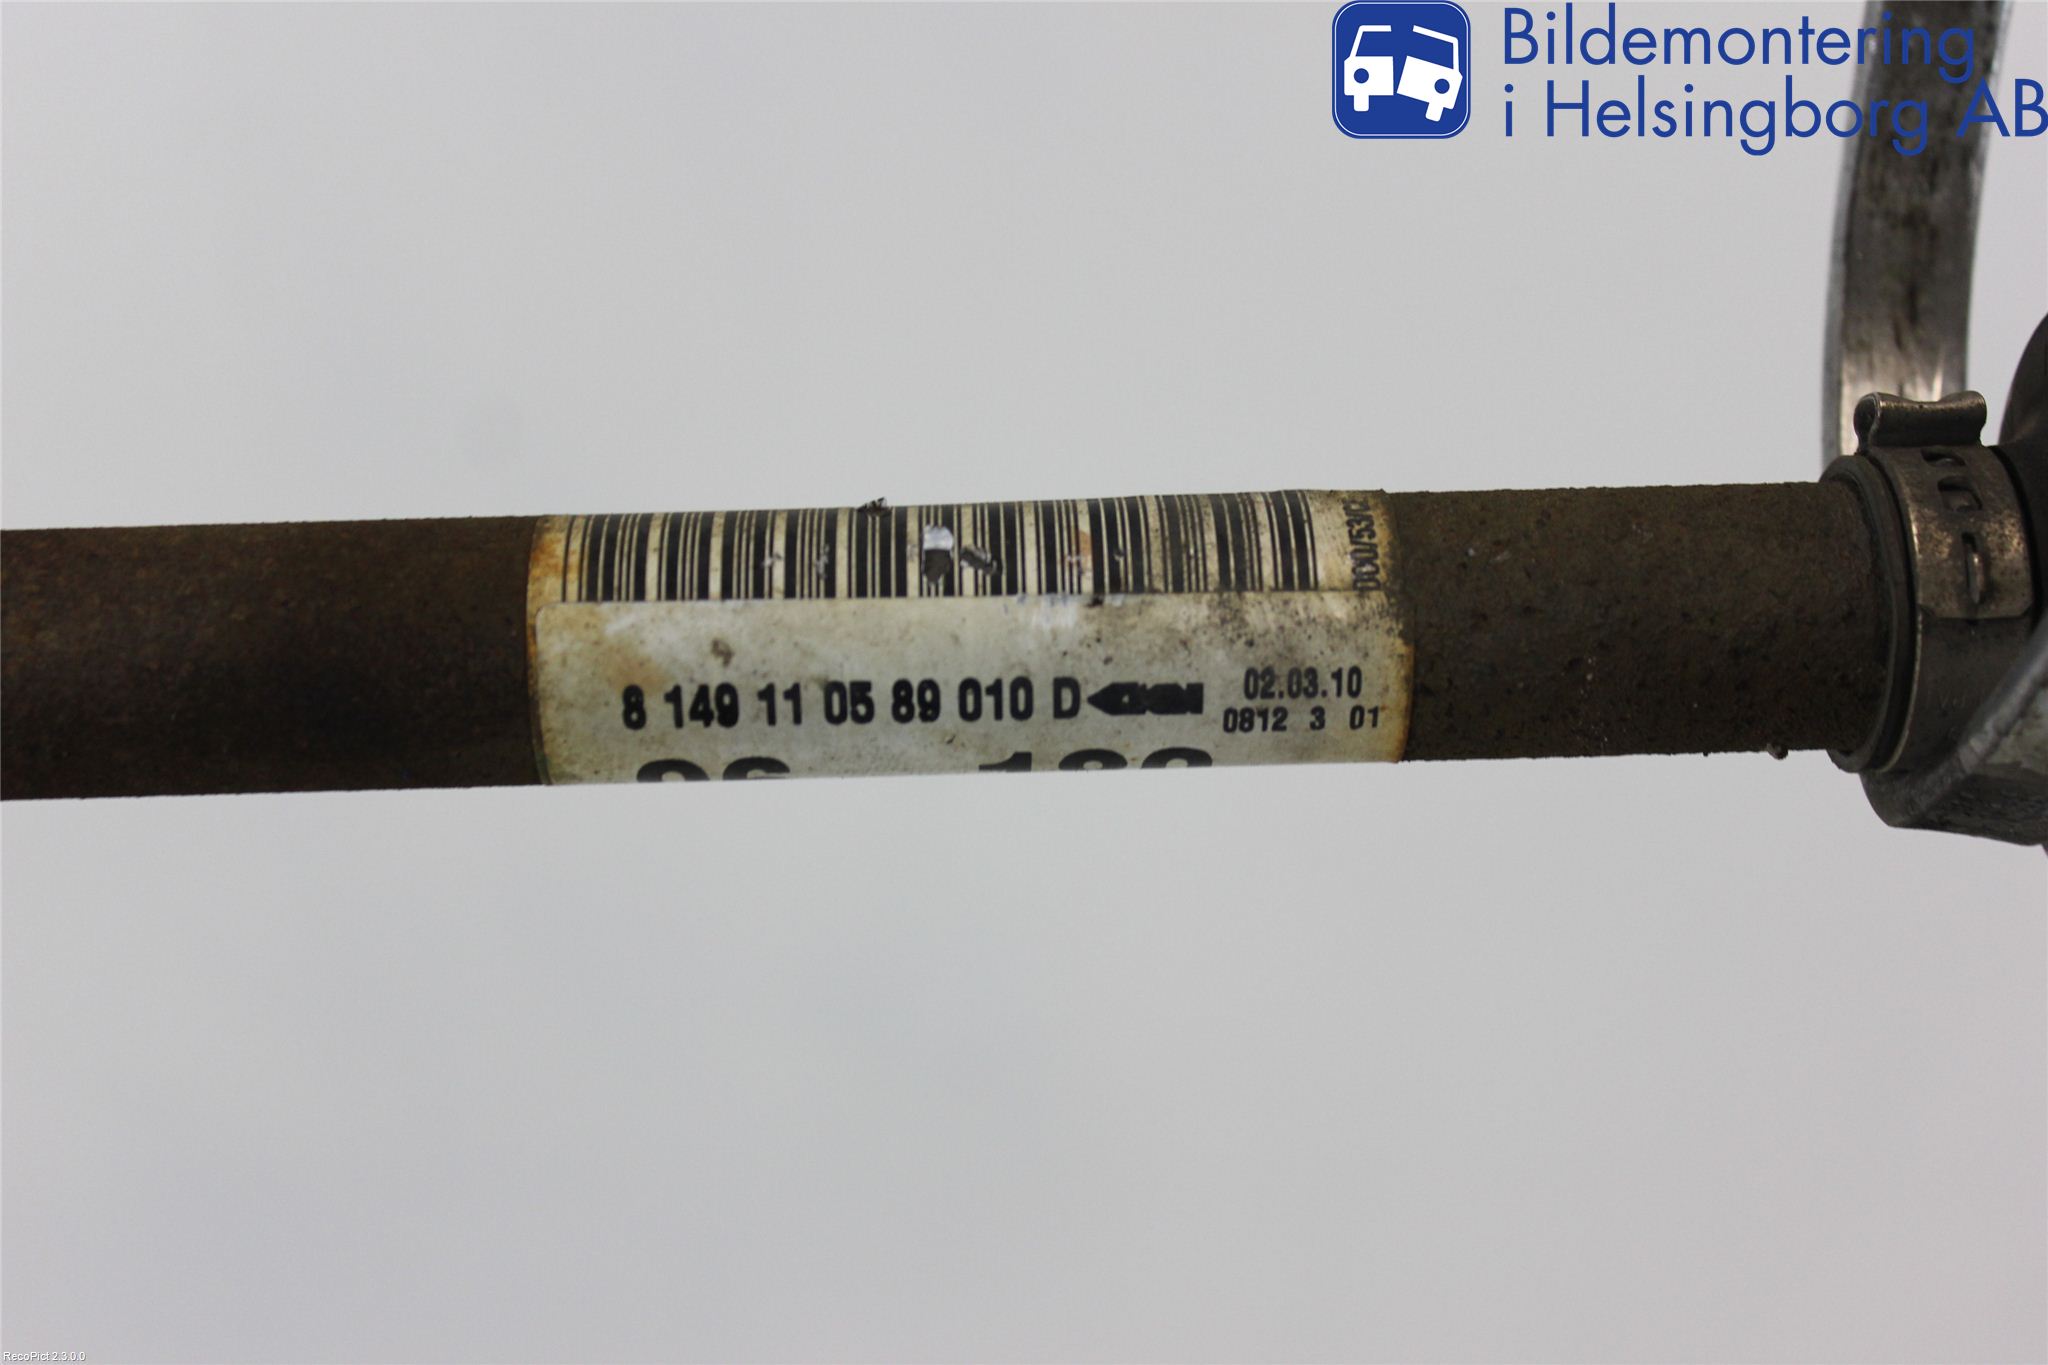 Bildemontering
i Helsingborg AB
8 149 11 05 89 010 D
02.03.10
0812 3 01
RecoPict 2.3.0.0